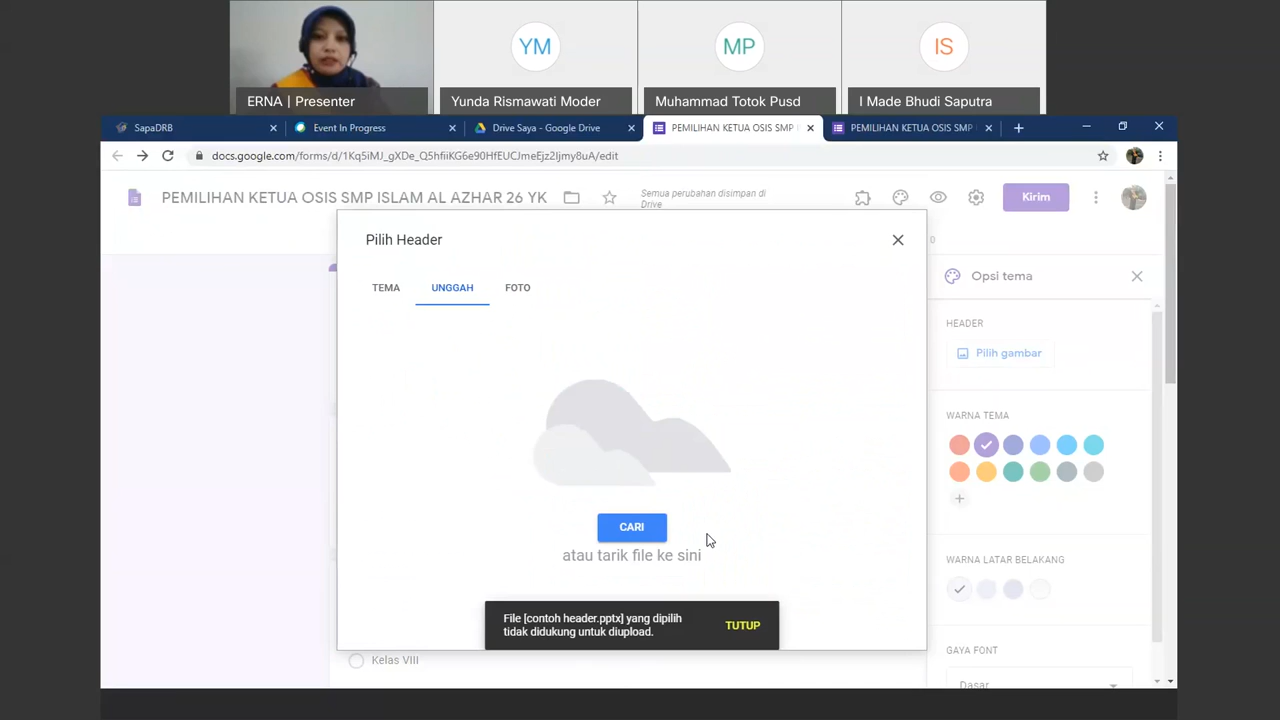 YM
MP
IS
ERNA | Presenter
Yunda Rismawati Moder
Muhammad Totok Pusd
I Made Bhudi Saputra
SapaDRB
Event In Progress
Drive Saya - Google Drive
PEMILIHAN KETUA OSIS SMP I
PEMILIHAN KETUA OSIS SMP
docs.google.com/forms/d/1Kq5iMJ_gXDe_Q5hfiiKG6e90HfEUCJmeEjz2Ijmy8uA/edit
PEMILIHAN KETUA OSIS SMP ISLAM AL AZHAR 26 YK
Semua perubahan disimpan di
Drive
Kirim
Pilih Header
0
TEMA
UNGGAH
FOTO
Opsi tema
HEADER
Pilih gambar
WARNA TEMA
CARI
atau tarik file ke sini
WARNA LATAR BELAKANG
File [contoh header.pptx] yang dipilih
tidak didukung untuk diupload.
TUTUP
GAYA FONT
Kelas VIII
Dasar